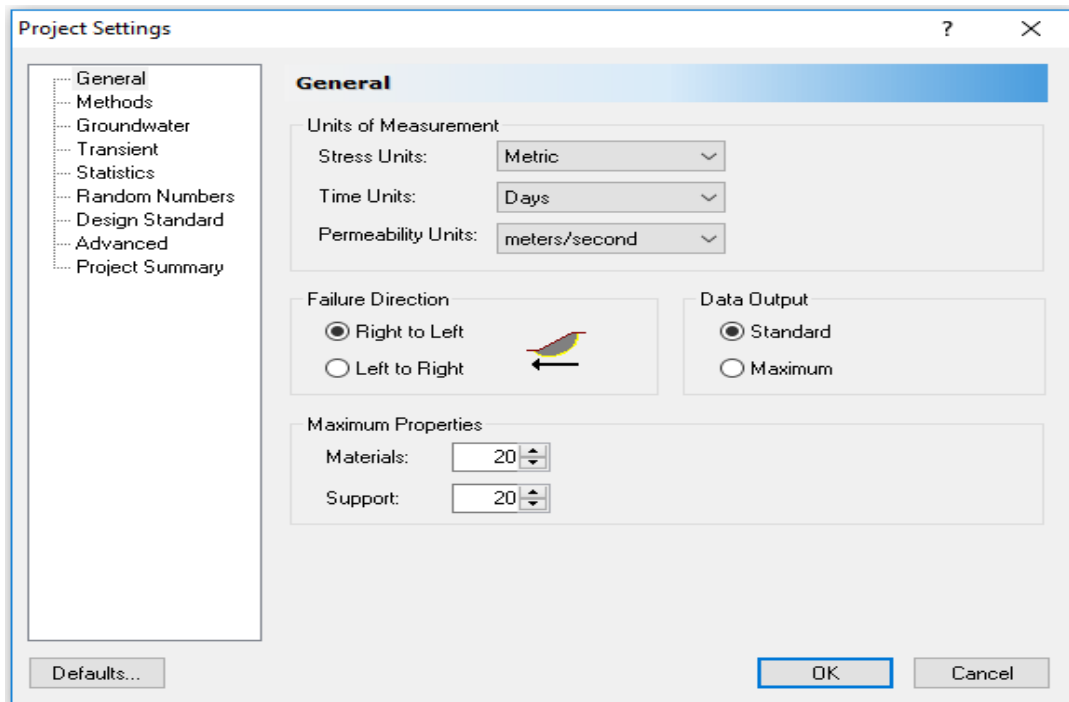 Project Settings
?
General
Methods
Groundwater
Transient
Statistics
Random Numbers
Design Standard
Advanced
Project Summary
General
Units of Measurement
Stress Units: Metric
Time Units: Days
Permeability Units: meters/second
Failure Direction
Right to Left
Left to Right
Data Output
Standard
Maximum
Maximum Properties
Materials: 20
Support: 20
Defaults...
OK
Cancel